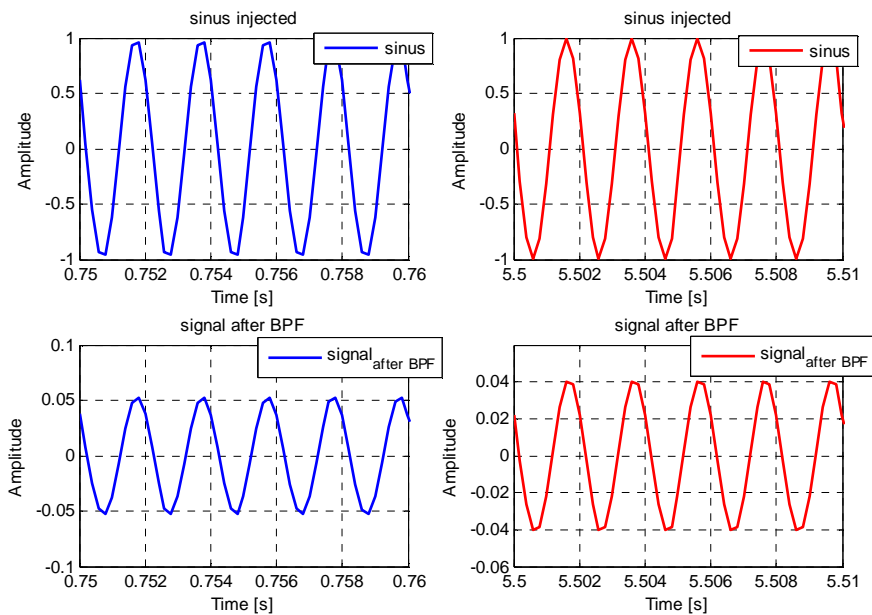 sinus injected
1
0.5
0
-0.5
-1
0.75 0.752 0.754 0.756 0.758 0.76
Amplitude
Time [s]
sinus
sinus injected
1
0.5
0
-0.5
-1
5.5 5.502 5.504 5.506 5.508 5.51
Amplitude
Time [s]
sinus
signal after BPF
0.1
0.05
0
-0.05
-0.1
0.75 0.752 0.754 0.756 0.758 0.76
Amplitude
Time [s]
signal after BPF
signal after BPF
0.04
0.02
0
-0.02
-0.04
-0.06
5.5 5.502 5.504 5.506 5.508 5.51
Amplitude
Time [s]
signal after BPF